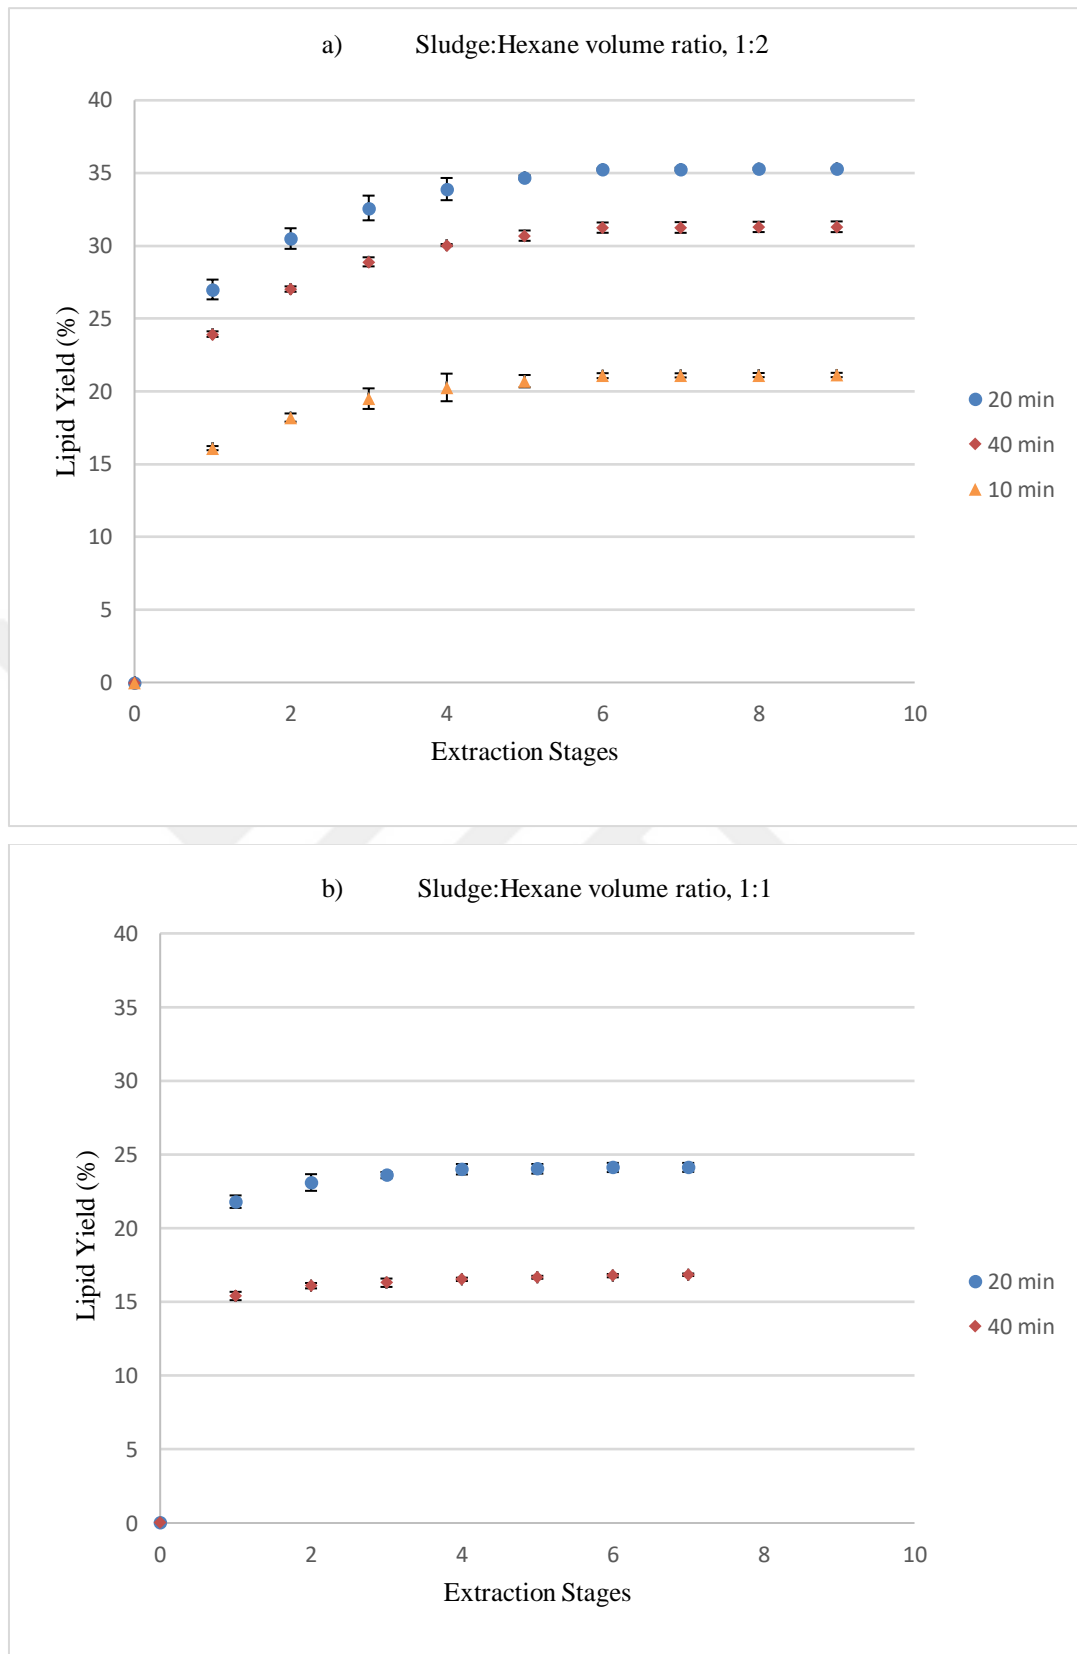 a) Sludge:Hexane volume ratio, 1:2
40
35
30
25
20
15
10
5
0
Lipid Yield (%)
0 2 4 6 8 10
Extraction Stages
20 min
40 min
10 min
b) Sludge:Hexane volume ratio, 1:1
40
35
30
25
20
15
10
5
0
Lipid Yield (%)
0 2 4 6 8 10
Extraction Stages
20 min
40 min